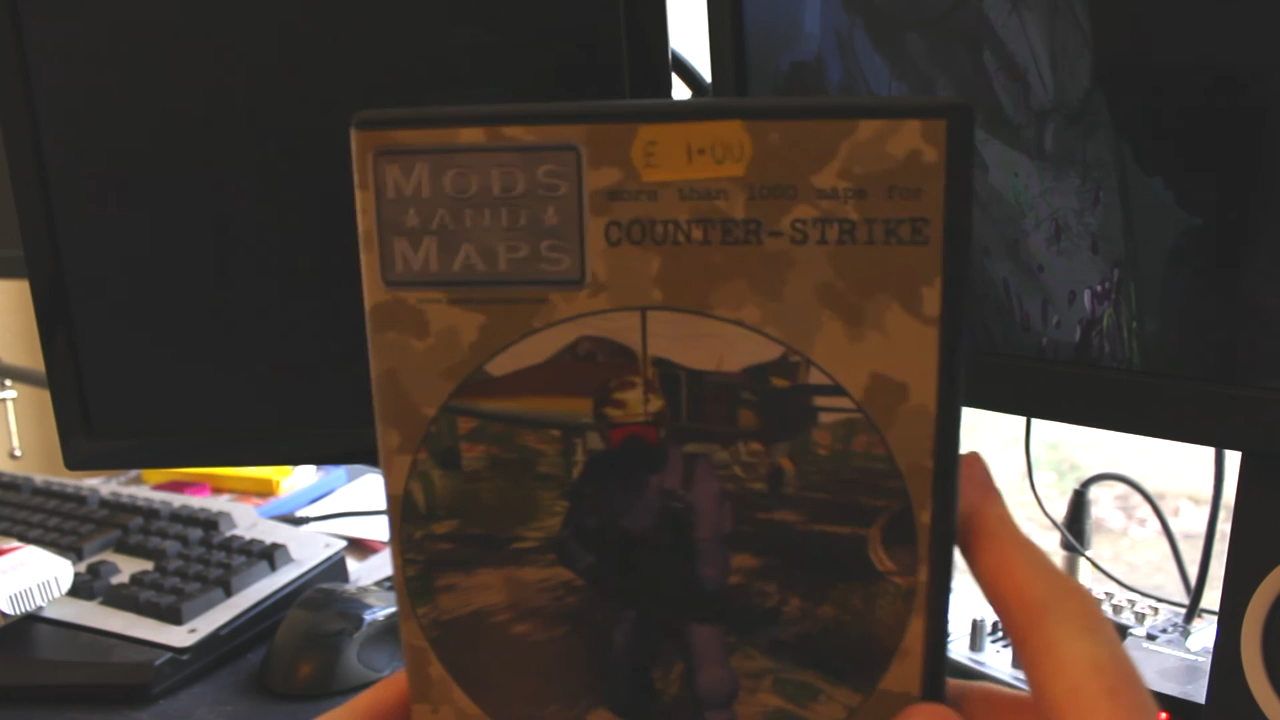 £ 1.00
MODS
AND
MAPS
more than 1000 maps for
COUNTER-STRIKE